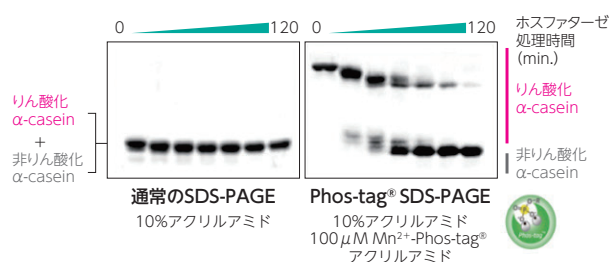 0 120
0 120
ホスファターゼ
処理時間
(min.)
りん酸化
α-casein
+
非りん酸化
α-casein
りん酸化
α-casein
非りん酸化
α-casein
通常のSDS-PAGE
10%アクリルアミド
Phos-tag® SDS-PAGE
10%アクリルアミド
100μM Mn²⁺-Phos-tag®
アクリルアミド
Phos-tag